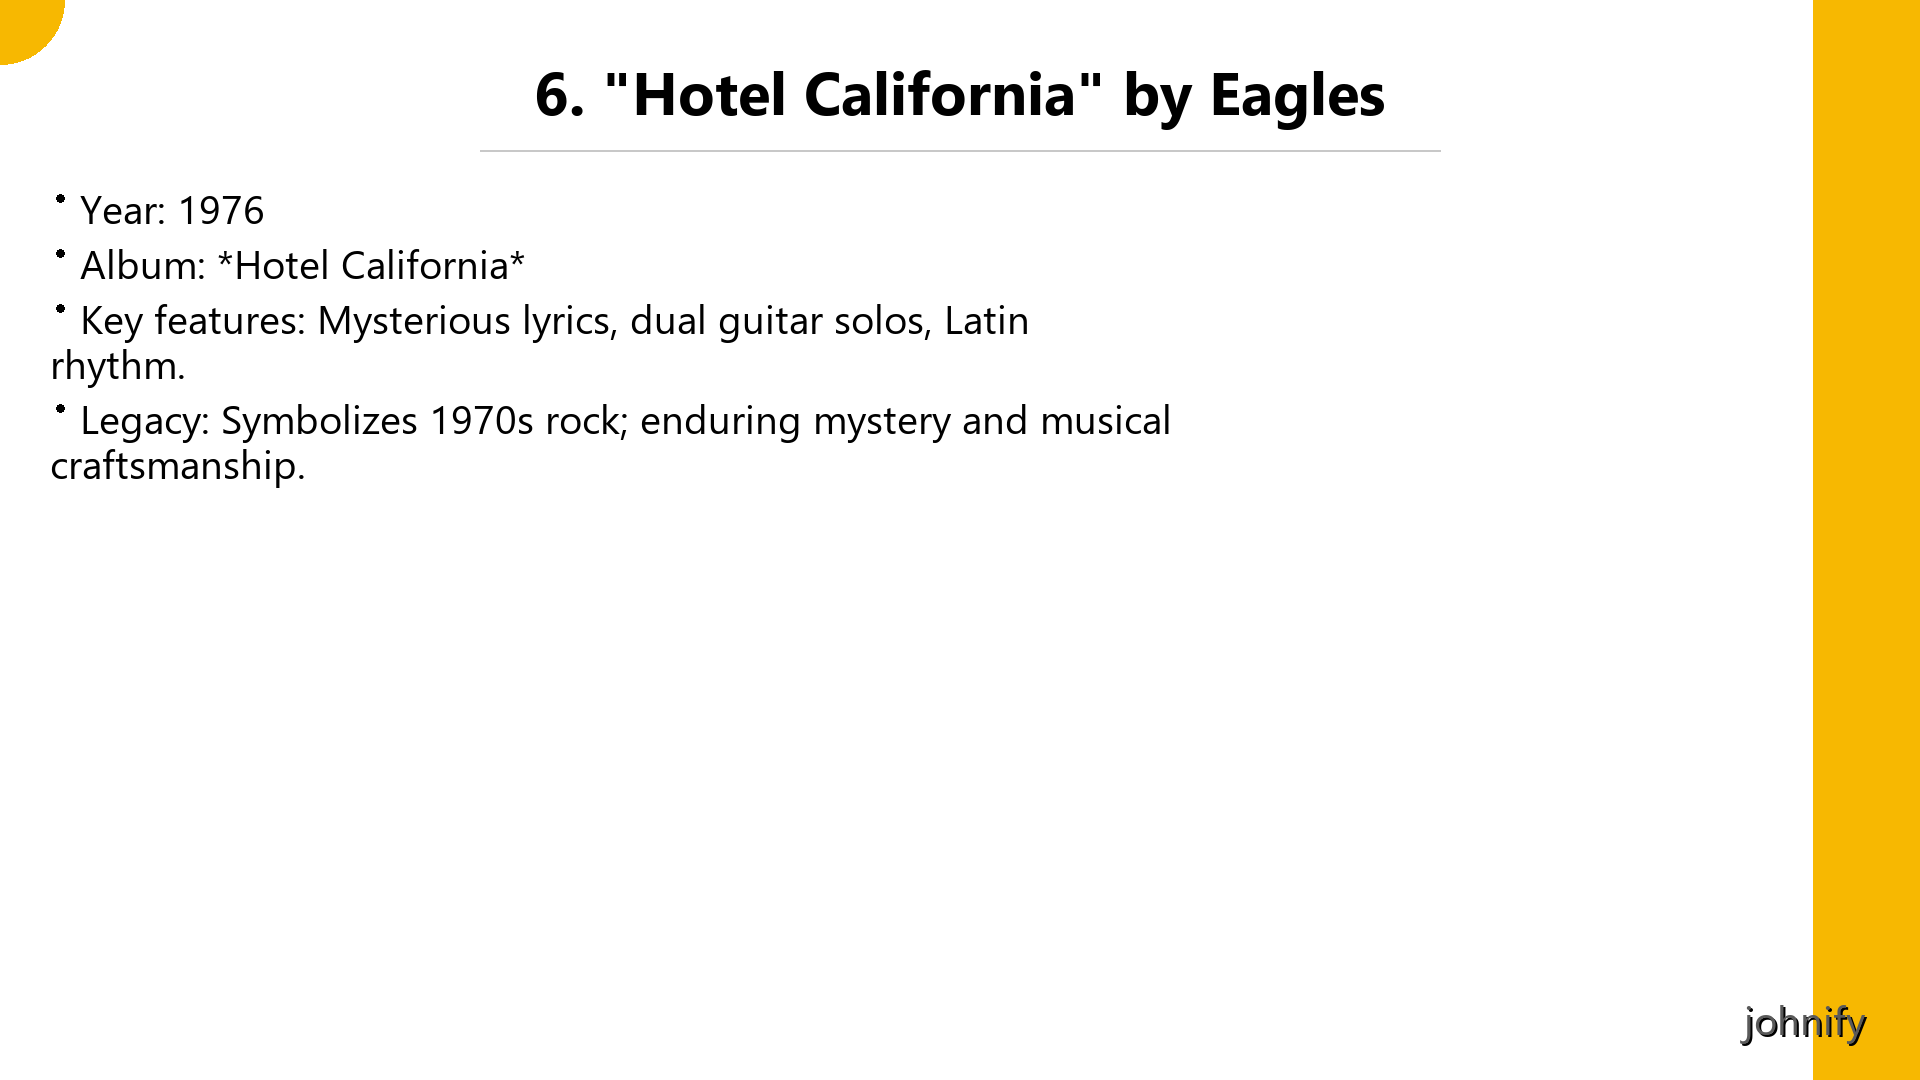 6. "Hotel California" by Eagles
• Year: 1976
• Album: *Hotel California*
• Key features: Mysterious lyrics, dual guitar solos, Latin
rhythm.
• Legacy: Symbolizes 1970s rock; enduring mystery and musical
craftsmanship.
johnify